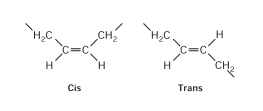 H₂C CH₂ H₂C H
C=C C=C
H H H CH₂
Cis Trans